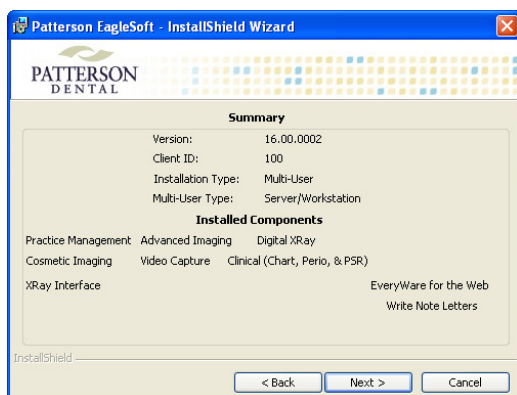 Patterson EagleSoft - InstallShield Wizard
PATTERSON
DENTAL
Summary
Version: 16.00.0002
Client ID: 100
Installation Type: Multi-User
Multi-User Type: Server/Workstation
Installed Components
Practice Management Advanced Imaging Digital XRay
Cosmetic Imaging Video Capture Clinical (Chart, Perio, & PSR)
XRay Interface EveryWare for the Web
Write Note Letters
InstallShield
< Back Next > Cancel